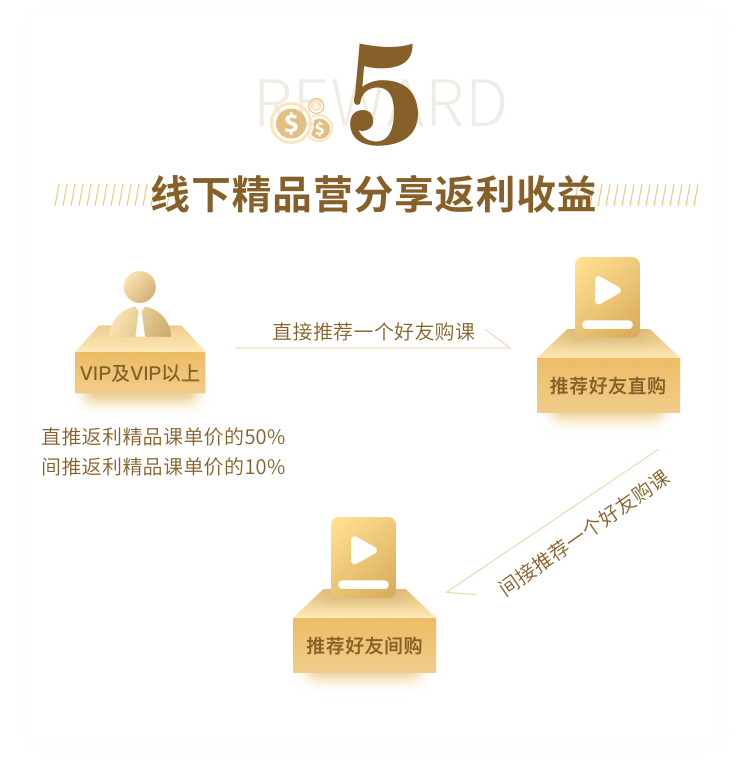 REWARD
5
线下精品营分享返利收益
直接推荐一个好友购课
VIP及VIP以上
推荐好友直购
直推返利精品课单价的50%
间推返利精品课单价的10%
间接推荐一个好友购课
推荐好友间购